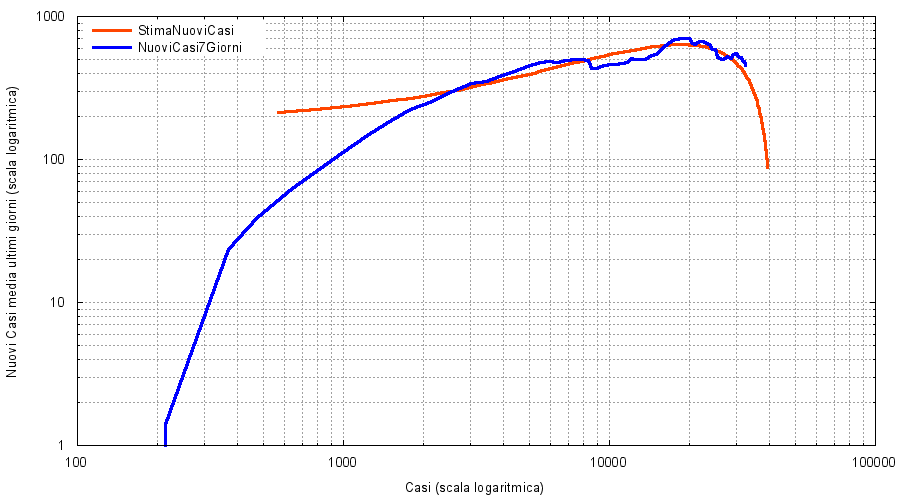 1000
StimaNuoviCasi
NuoviCasi7Giorni
100
10
1
100
1000
10000
100000
Nuovi Casi media ultimi giorni (scala logaritmica)
Casi (scala logaritmica)